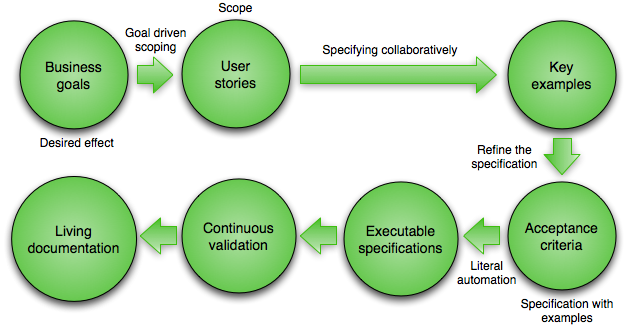 Scope
Goal driven
scoping
Business
goals
User
stories
Specifying collaboratively
Key
examples
Desired effect
Refine the
specification
Living
documentation
Continuous
validation
Executable
specifications
Acceptance
criteria
Literal
automation
Specification with
examples